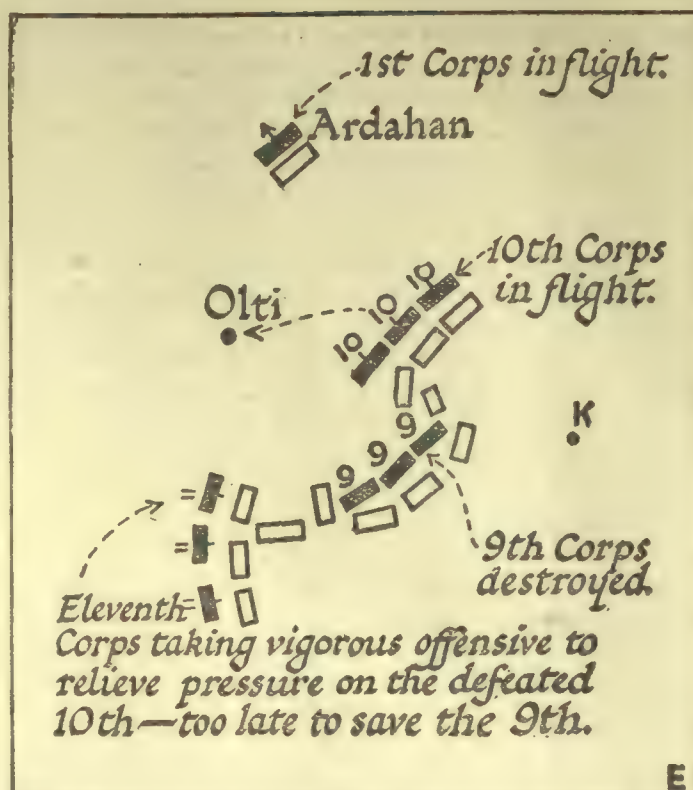 1st Corps in flight.
Ardahan
10th Corps
in flight.
10
10
10
Olti
K
9
9
9
9th Corps
destroyed.
Eleventh
Corps taking vigorous offensive to
relieve pressure on the defeated
10th—too late to save the 9th.
E